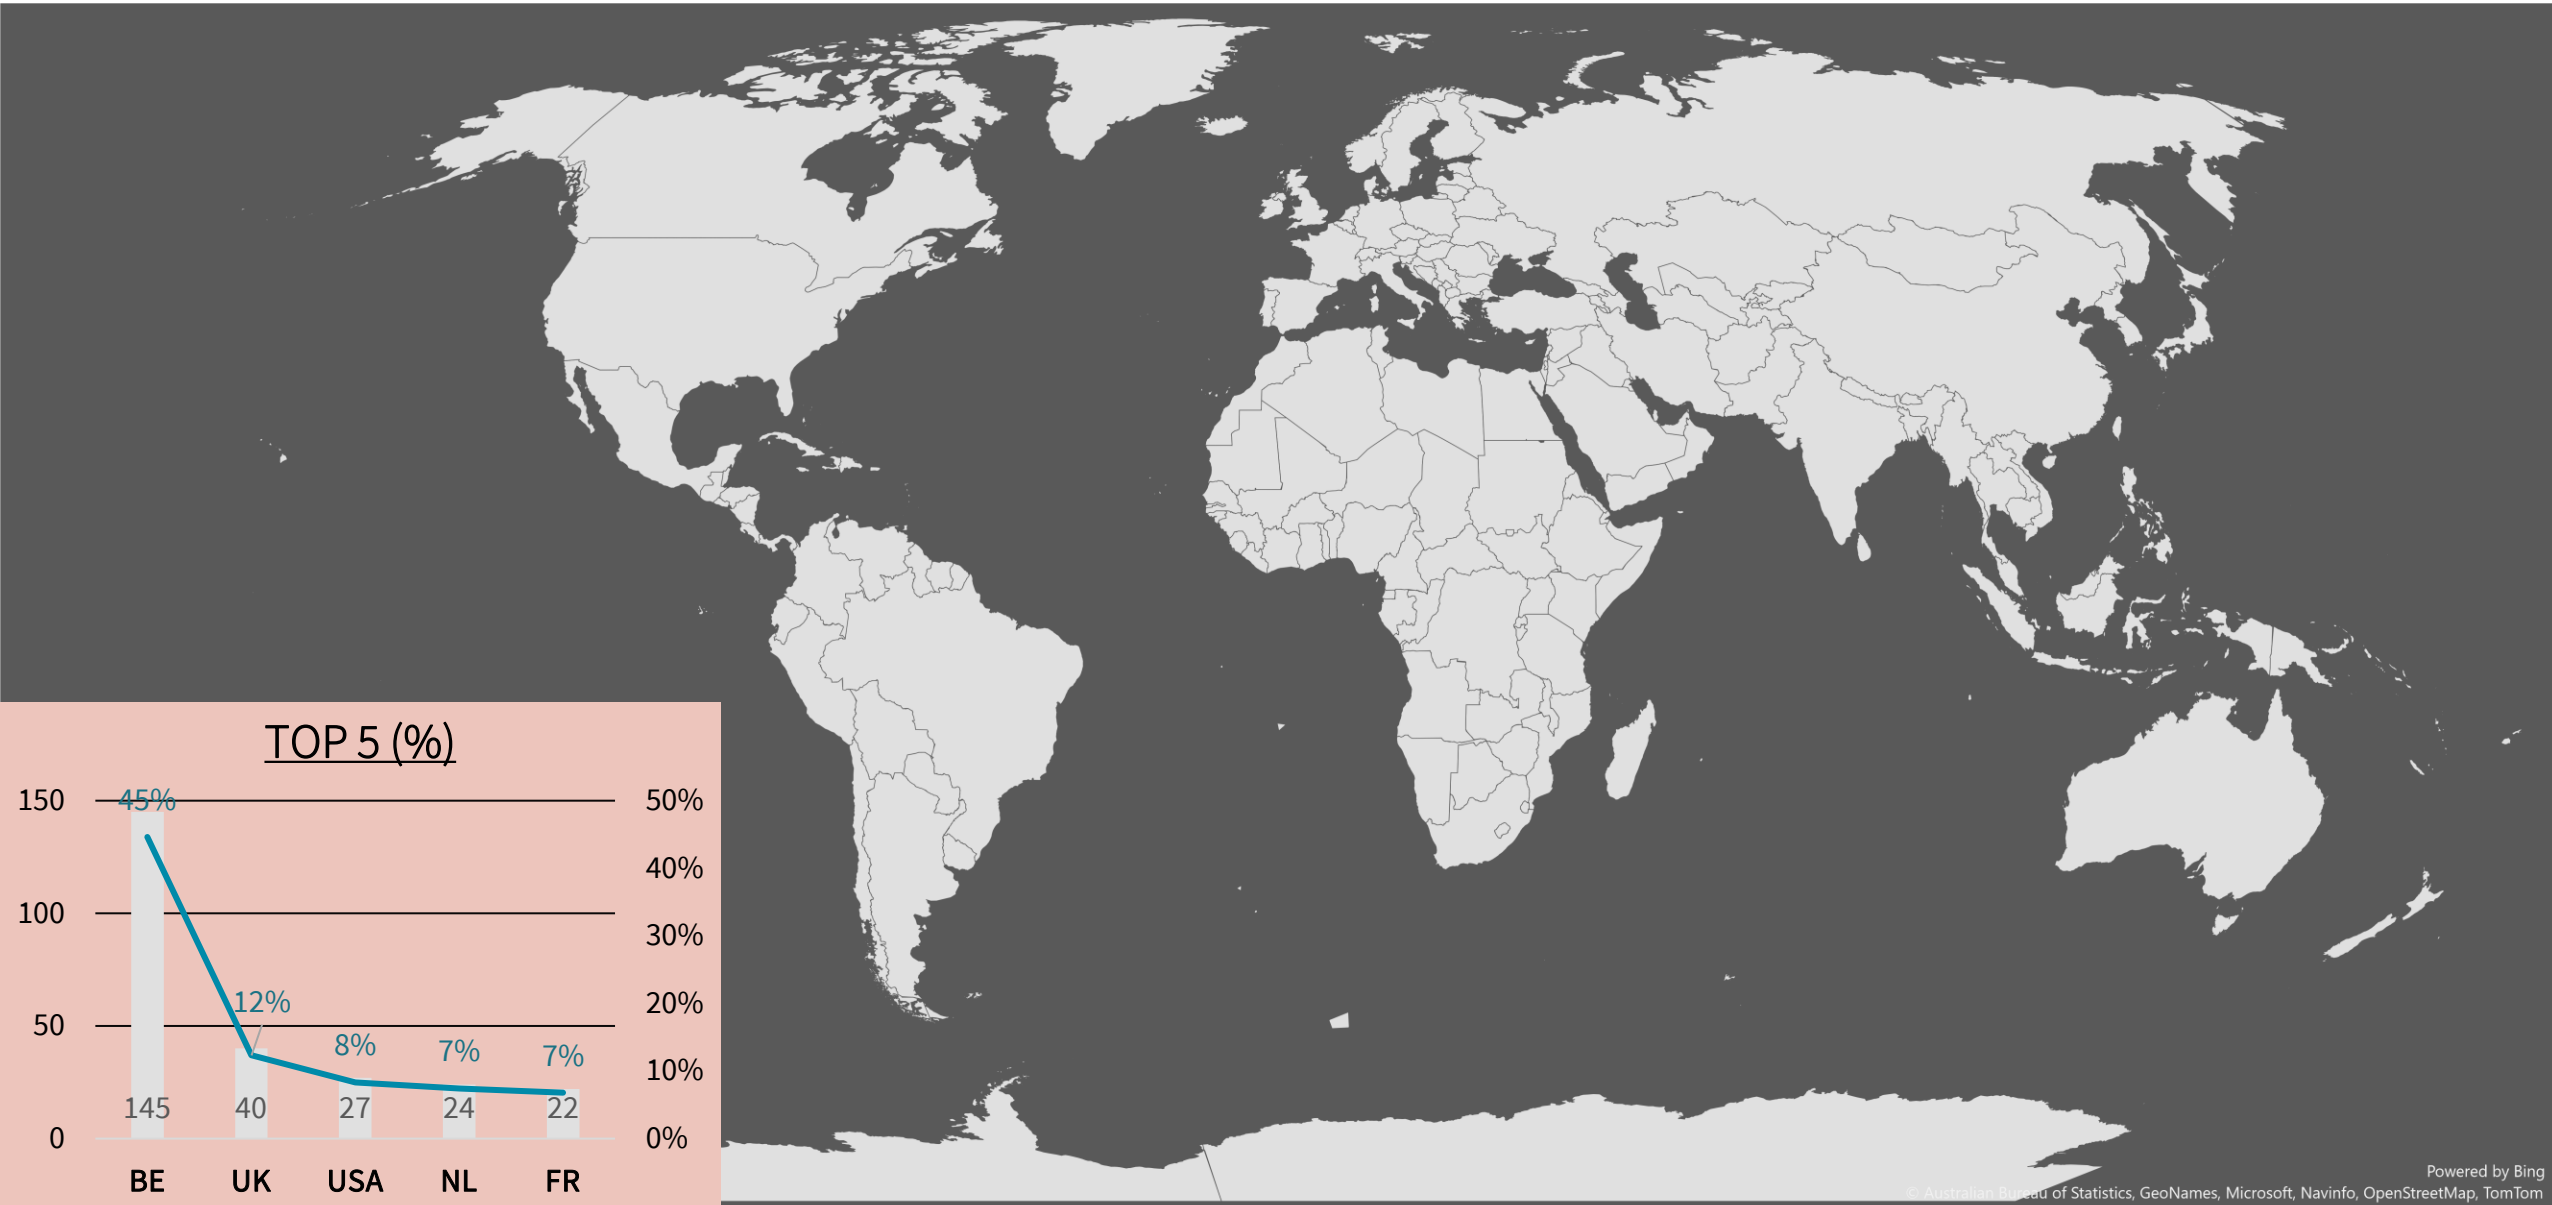 TOP 5 (%)
150
100
50
0
45%
12%
8%
7%
7%
50%
40%
30%
20%
10%
0%
145
40
27
24
22
BE
UK
USA
NL
FR
Powered by Bing
© Australian Bureau of Statistics, GeoNames, Microsoft, Navinfo, OpenStreetMap, TomTom